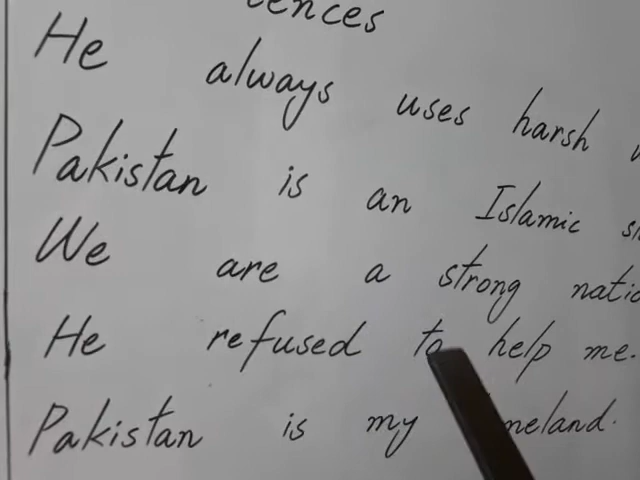 He always uses harsh
Pakistan is an Islamic
We are a strong
He refused to help me.
Pakistan is my